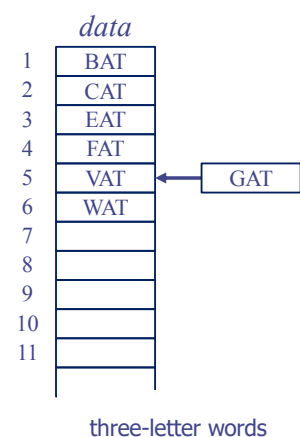 data
1 BAT
2 CAT
3 EAT
4 FAT
5 VAT GAT
6 WAT
7
8
9
10
11
three-letter words